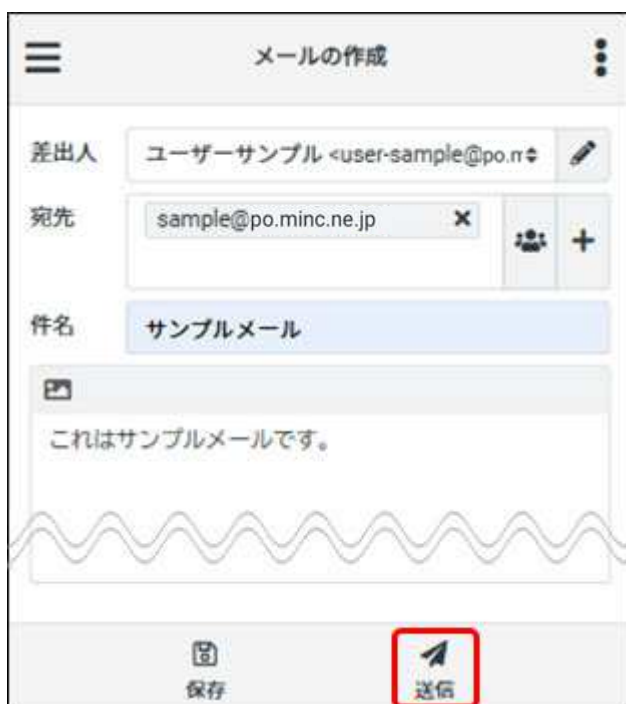 メールの作成
差出人 ユーザーサンプル <user-sample@po.m
宛先 sample@po.minc.ne.jp
件名 サンプルメール
これはサンプルメールです。
保存 送信